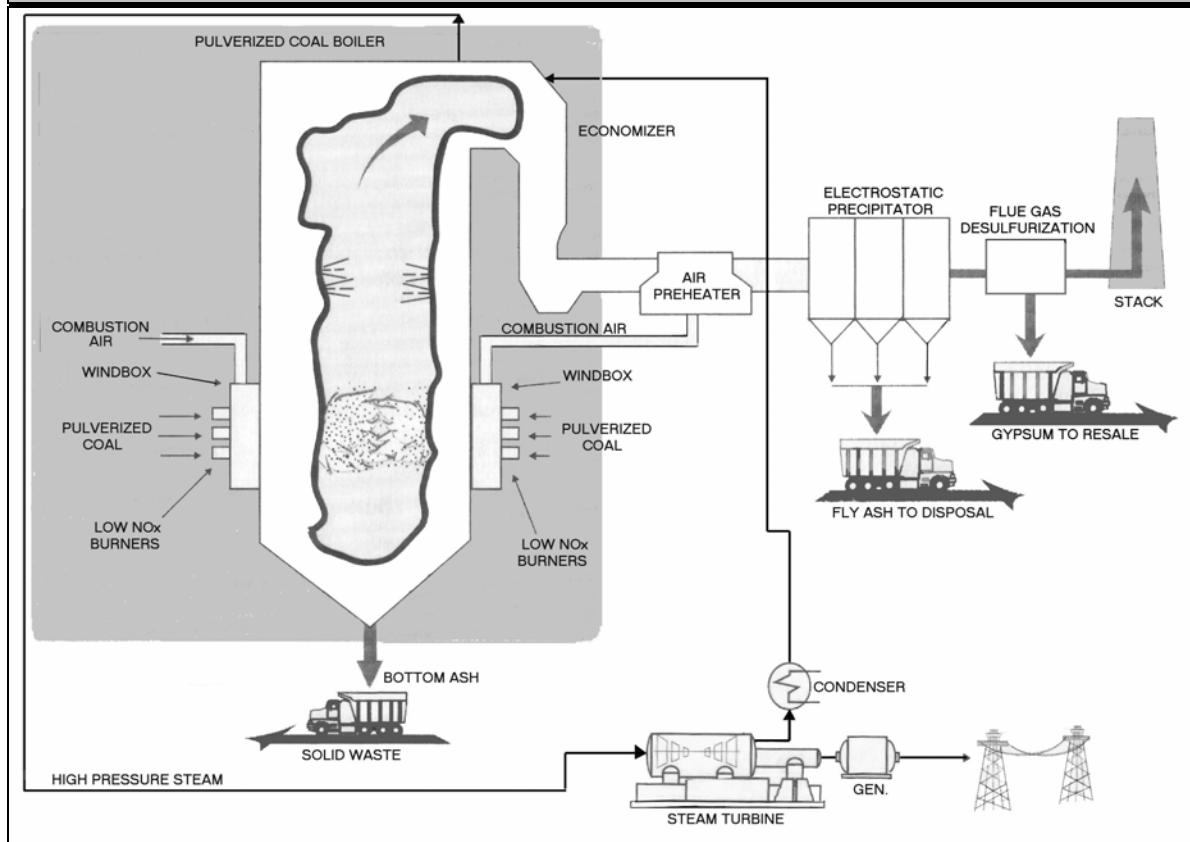 PULVERIZED COAL BOILER
ECONOMIZER
ELECTROSTATIC
PRECIPITATOR
FLUE GAS
DESULFURIZATION
AIR
PREHEATER
STACK
COMBUSTION
AIR
COMBUSTION AIR
WINDBOX
WINDBOX
PULVERIZED
COAL
PULVERIZED
COAL
GYPSUM TO RESALE
FLY ASH TO DISPOSAL
LOW NOx
BURNERS
LOW NOx
BURNERS
BOTTOM ASH
CONDENSER
SOLID WASTE
HIGH PRESSURE STEAM
GEN.
STEAM TURBINE